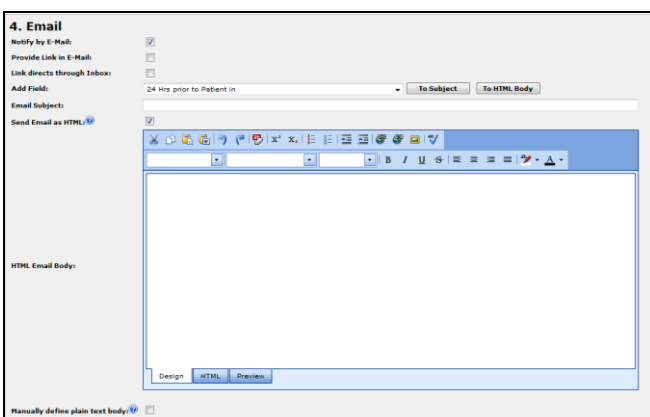 4. Email
Notify by E-Mail:
Provide Link in E-Mail:
Link directs through Inbox:
Add Field: 24 Hrs prior to Patient in To Subject To HTML Body
Email Subject:
Send Email as HTML:
B I U S A
HTML Email Body:
Design HTML Preview
Manually define plain text body: